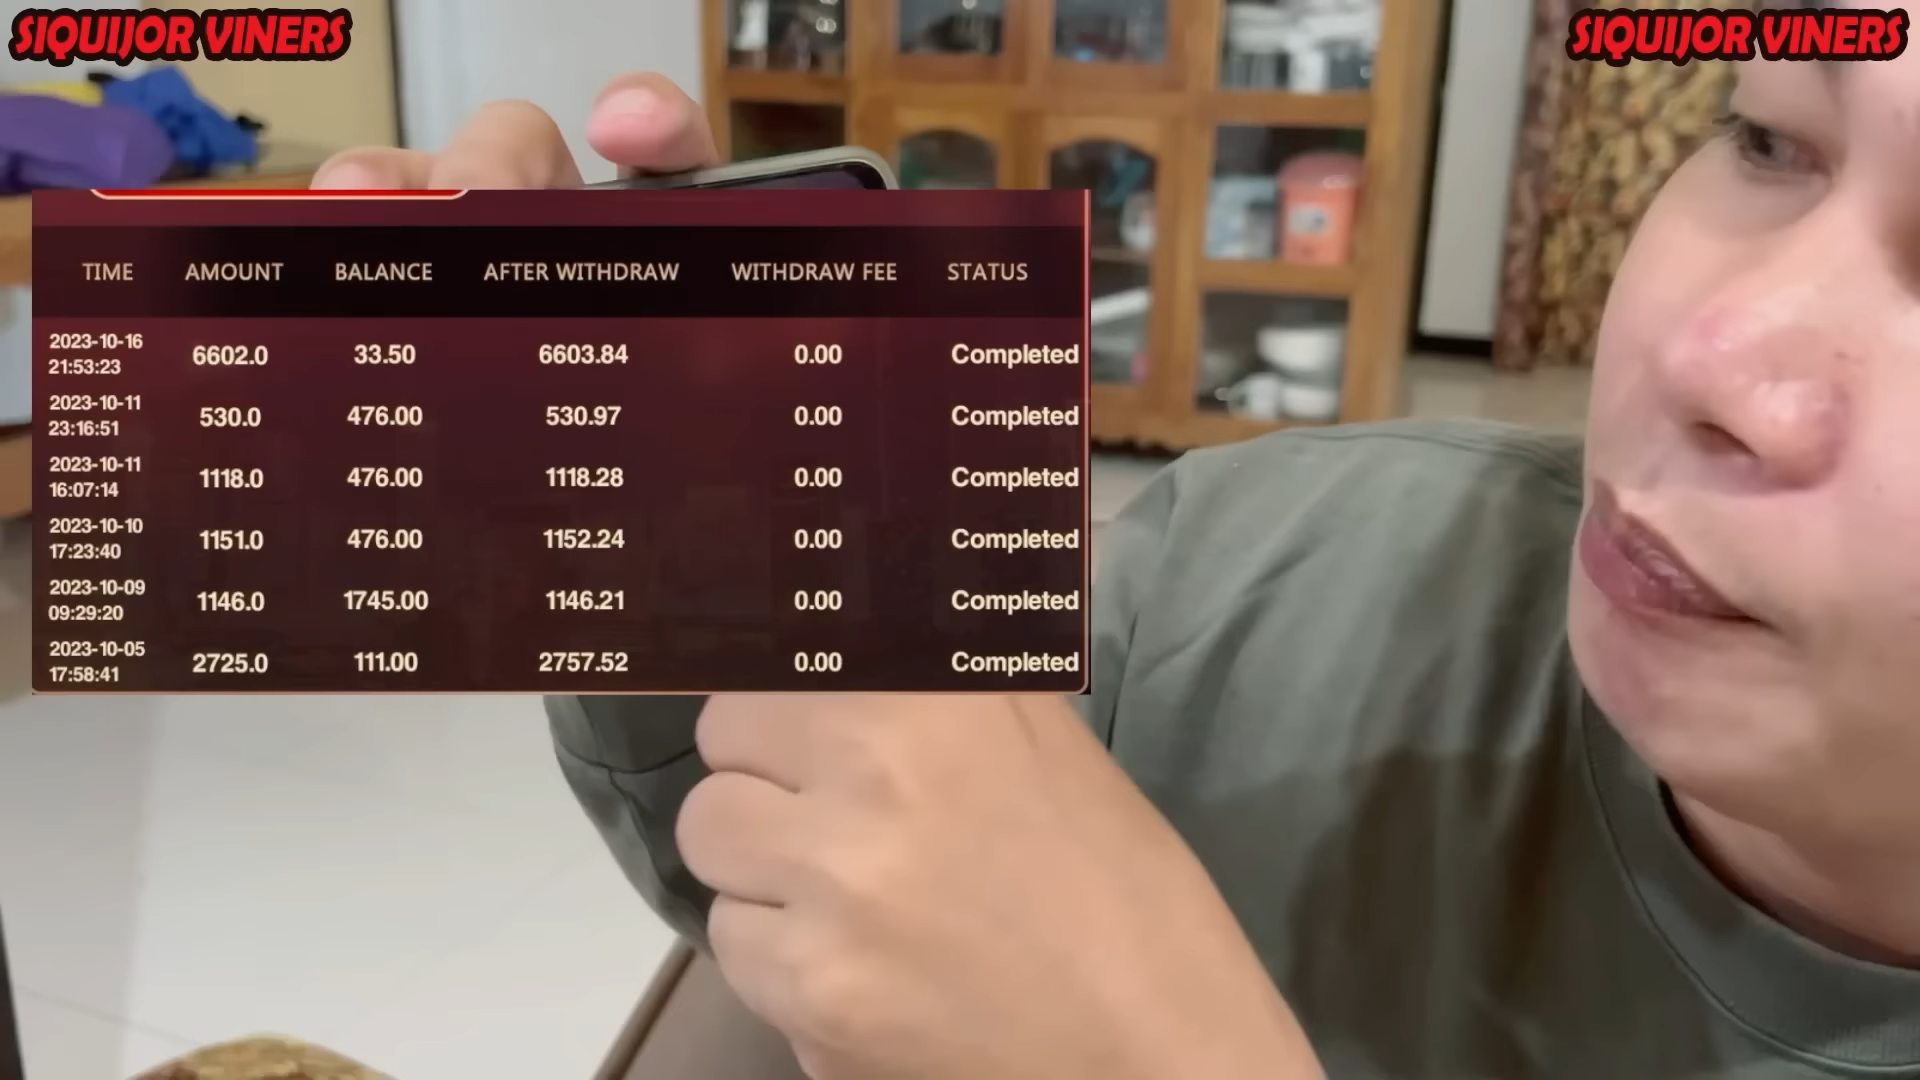 SIQUIJOR VINERS
SIQUIJOR VINERS
TIME AMOUNT BALANCE AFTER WITHDRAW WITHDRAW FEE STATUS
2023-10-16
21:53:23
6602.0 33.50 6603.84 0.00 Completed
2023-10-11
23:16:51
530.0 476.00 530.97 0.00 Completed
2023-10-11
16:07:14
1118.0 476.00 1118.28 0.00 Completed
2023-10-10
17:23:40
1151.0 476.00 1152.24 0.00 Completed
2023-10-09
09:29:20
1146.0 1745.00 1146.21 0.00 Completed
2023-10-05
17:58:41
2725.0 111.00 2757.52 0.00 Completed